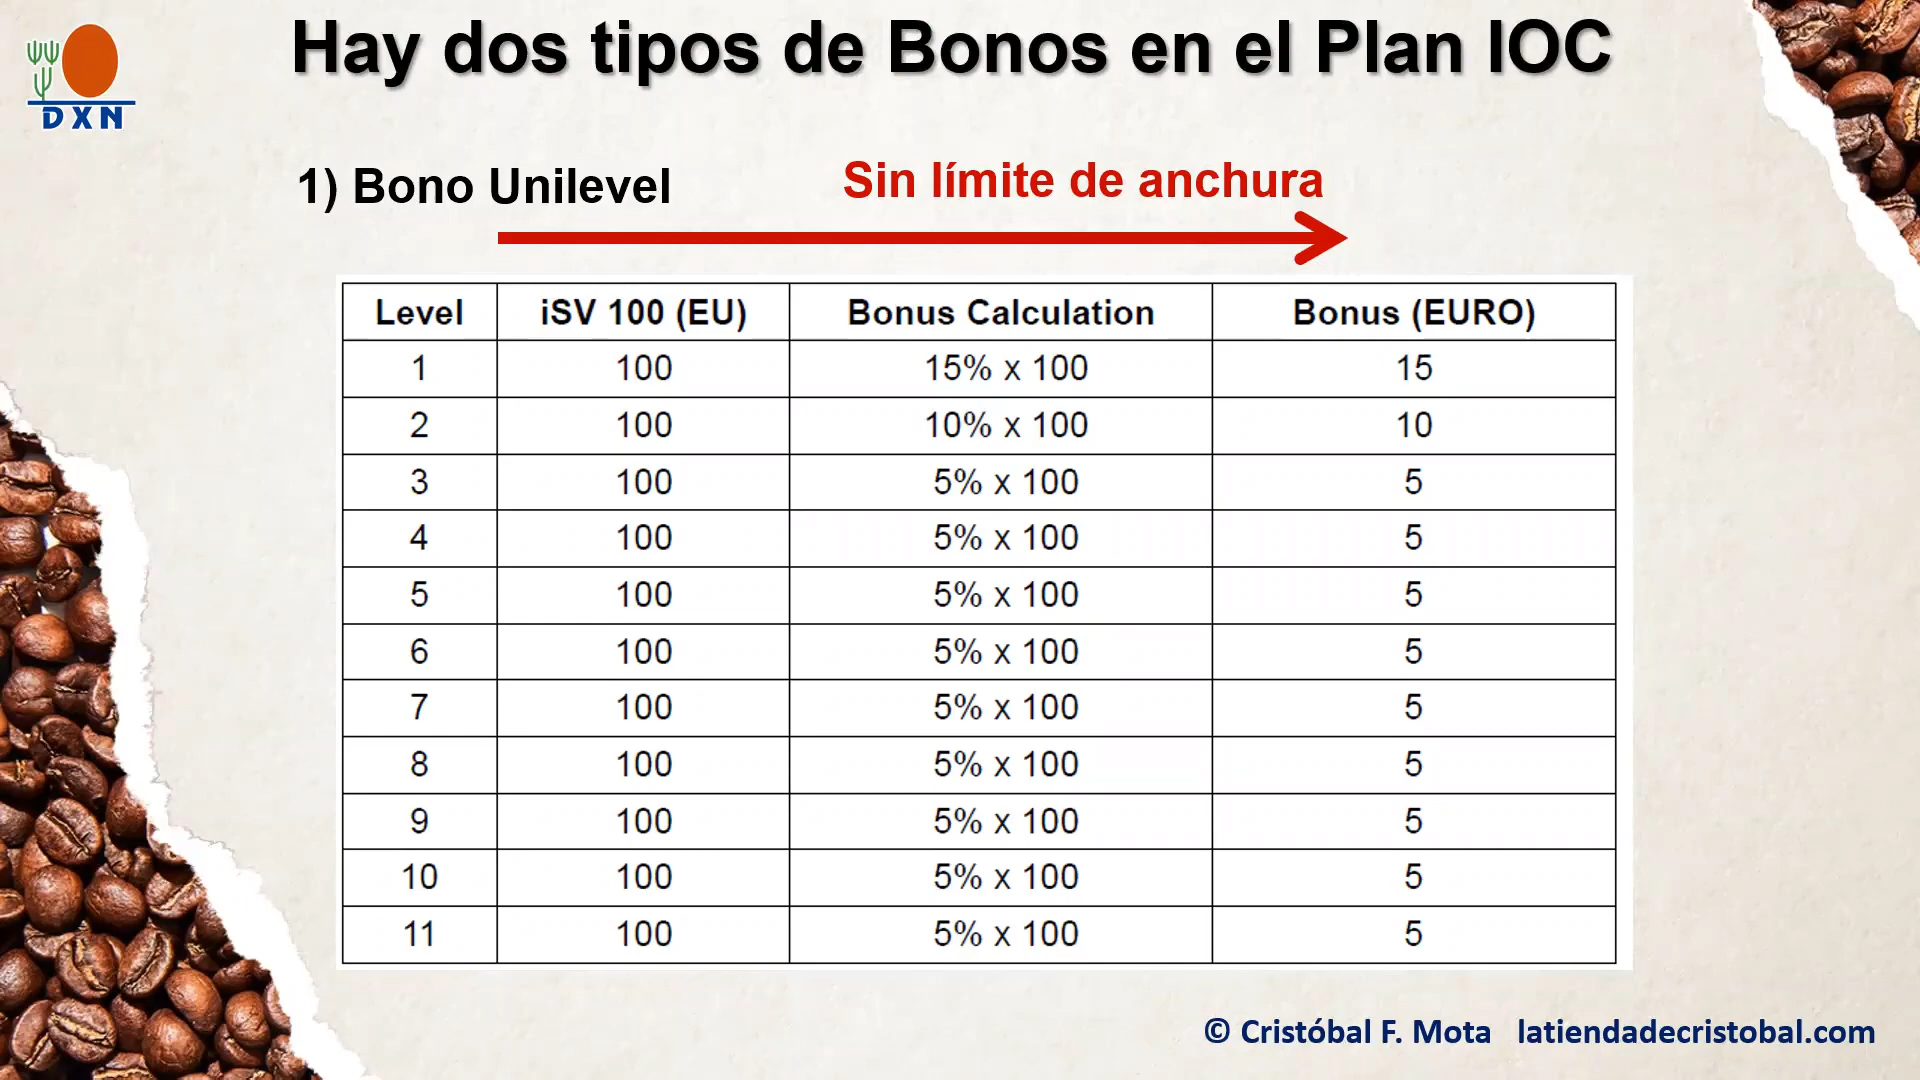 Hay dos tipos de Bonos en el Plan IOC
DXN
1) Bono Unilevel
Sin límite de anchura
Level iSV 100 (EU) Bonus Calculation Bonus (EURO)
1 100 15% x 100 15
2 100 10% x 100 10
3 100 5% x 100 5
4 100 5% x 100 5
5 100 5% x 100 5
6 100 5% x 100 5
7 100 5% x 100 5
8 100 5% x 100 5
9 100 5% x 100 5
10 100 5% x 100 5
11 100 5% x 100 5
© Cristóbal F. Mota latiendadecristobal.com